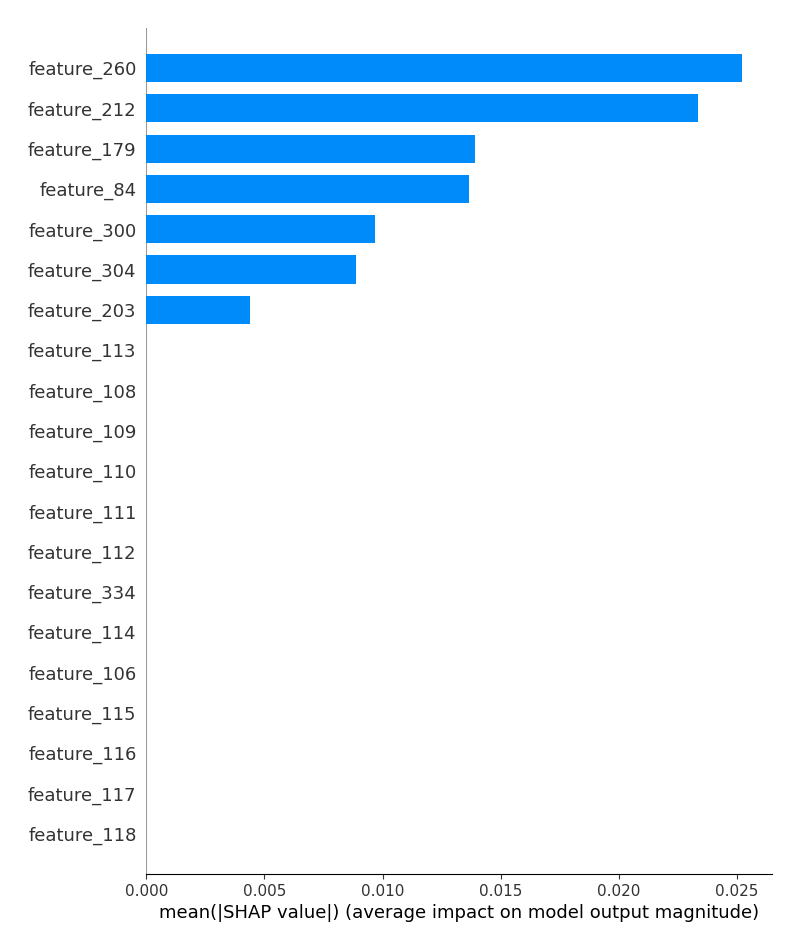 feature_260
feature_212
feature_179
feature_84
feature_300
feature_304
feature_203
feature_113
feature_108
feature_109
feature_110
feature_111
feature_112
feature_334
feature_114
feature_106
feature_115
feature_116
feature_117
feature_118
0.000 0.005 0.010 0.015 0.020 0.025
mean(|SHAP value|) (average impact on model output magnitude)